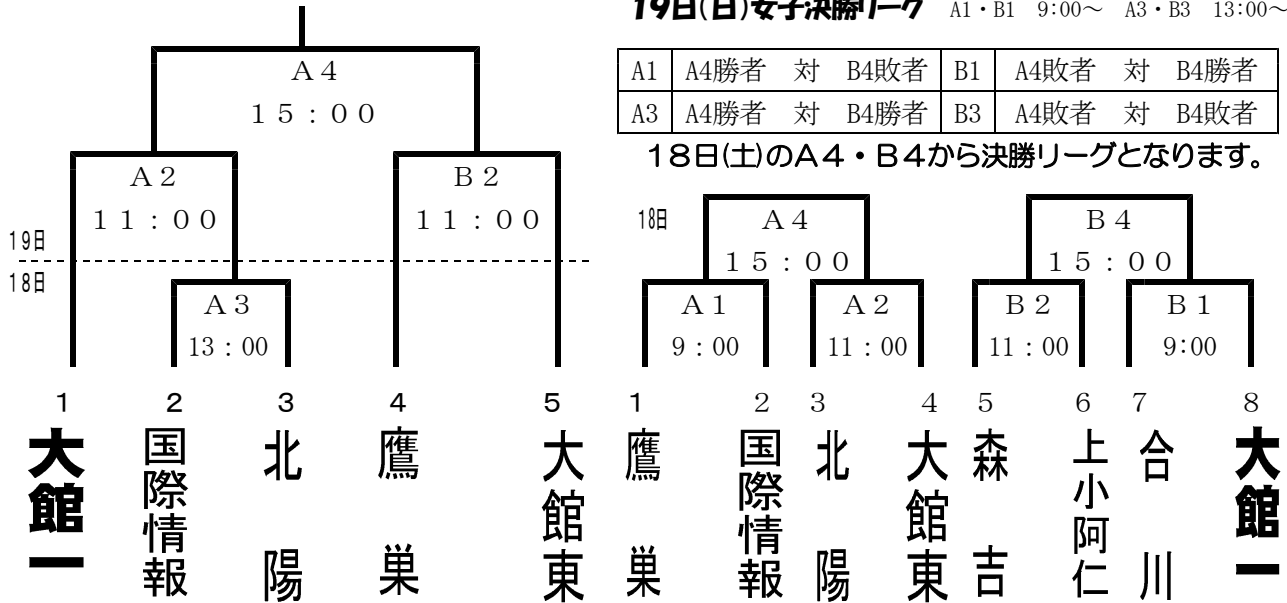 19日(日)女子決勝リーグ A1・B1 9:00～ A3・B3 13:00～
A1 A4勝者 対 B4敗者 B1 A4敗者 対 B4勝者
A3 A4勝者 対 B4勝者 B3 A4敗者 対 B4敗者
18日(土)のA4・B4から決勝リーグとなります。
A4
15:00
A2
11:00
B2
11:00
19日
18日
A3
13:00
1 2 3 4 5
大館一
国際情報
北陽
鷹巣
大館東
18日
A4
15:00
B4
15:00
A1
9:00
A2
11:00
B2
11:00
B1
9:00
1 2 3 4 5 6 7 8
鷹巣
国際情報
北陽
大館東
森吉
上小阿仁
合川
大館一